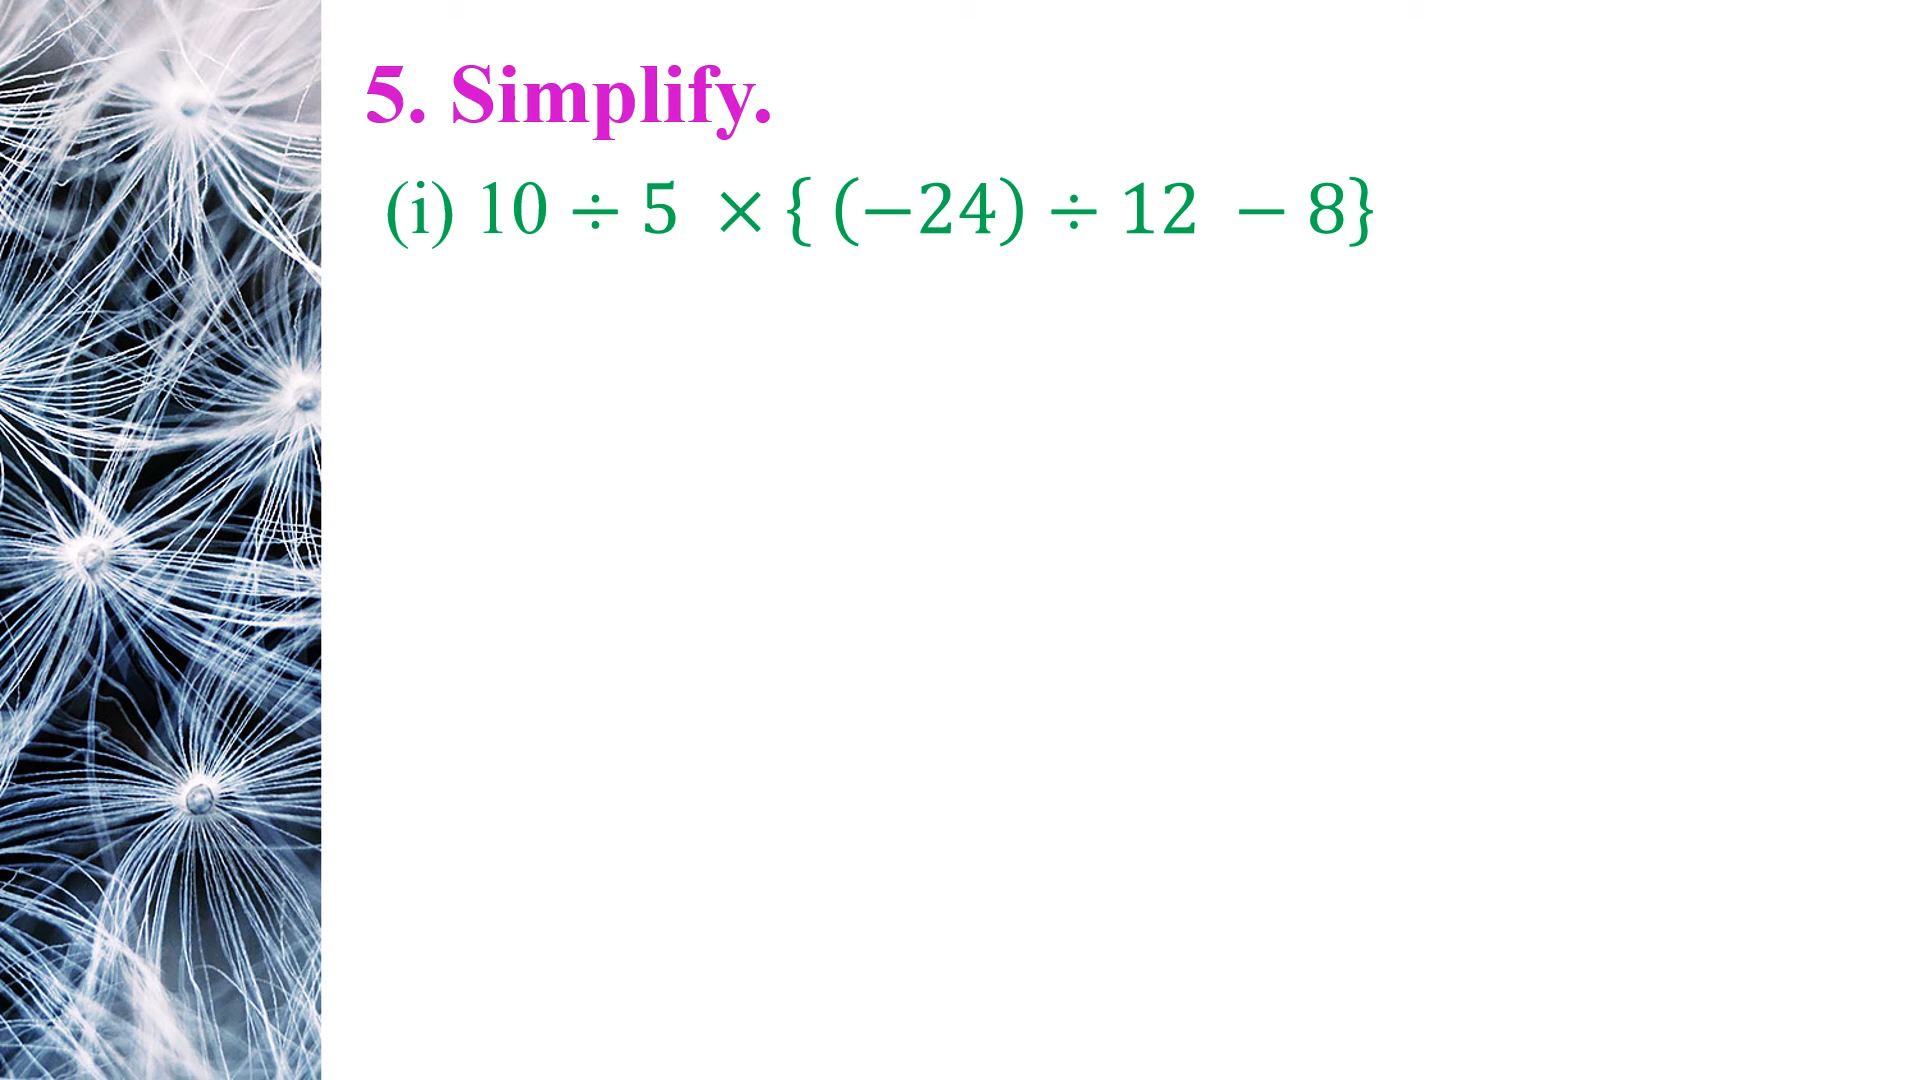 5. Simplify.
(i) 10 ÷ 5 × { (−24) ÷ 12 − 8}